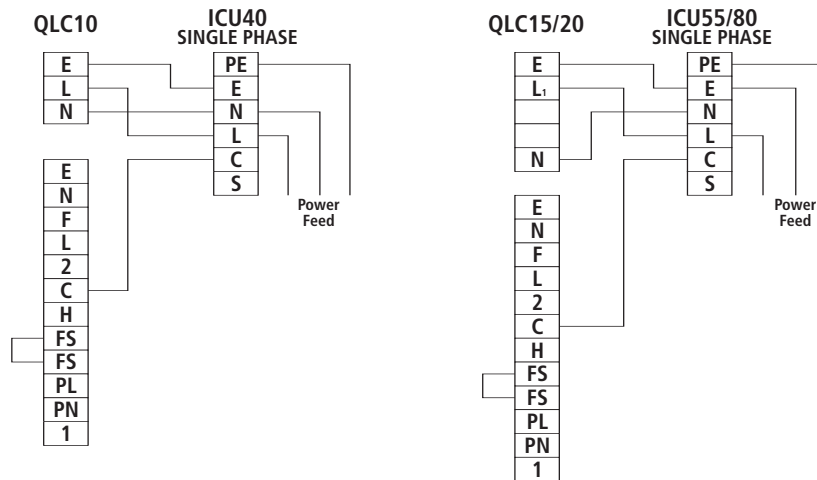 QLC10
ICU40
SINGLE PHASE
E
L
N
PE
E
N
L
C
S
E
N
F
L
2
C
H
FS
FS
PL
PN
1
Power
Feed
QLC15/20
ICU55/80
SINGLE PHASE
E
L1
N
PE
E
N
L
C
S
E
N
F
L
2
C
H
FS
FS
PL
PN
1
Power
Feed